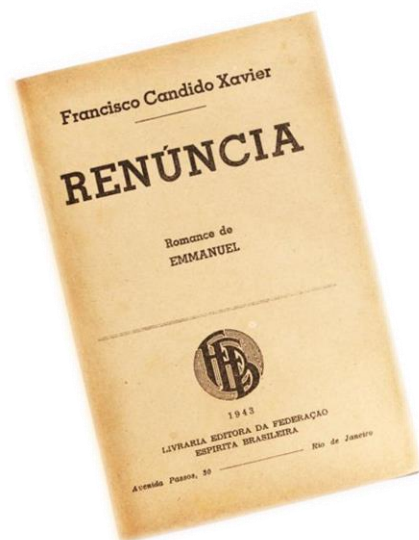 Francisco Candido Xavier
RENÚNCIA
Romance de
EMMANUEL
FEB
1943
LIVRARIA EDITORA DA FEDERAÇÃO
ESPIRITA BRASILEIRA
Avenida Passos, 30 Rio de Janeiro